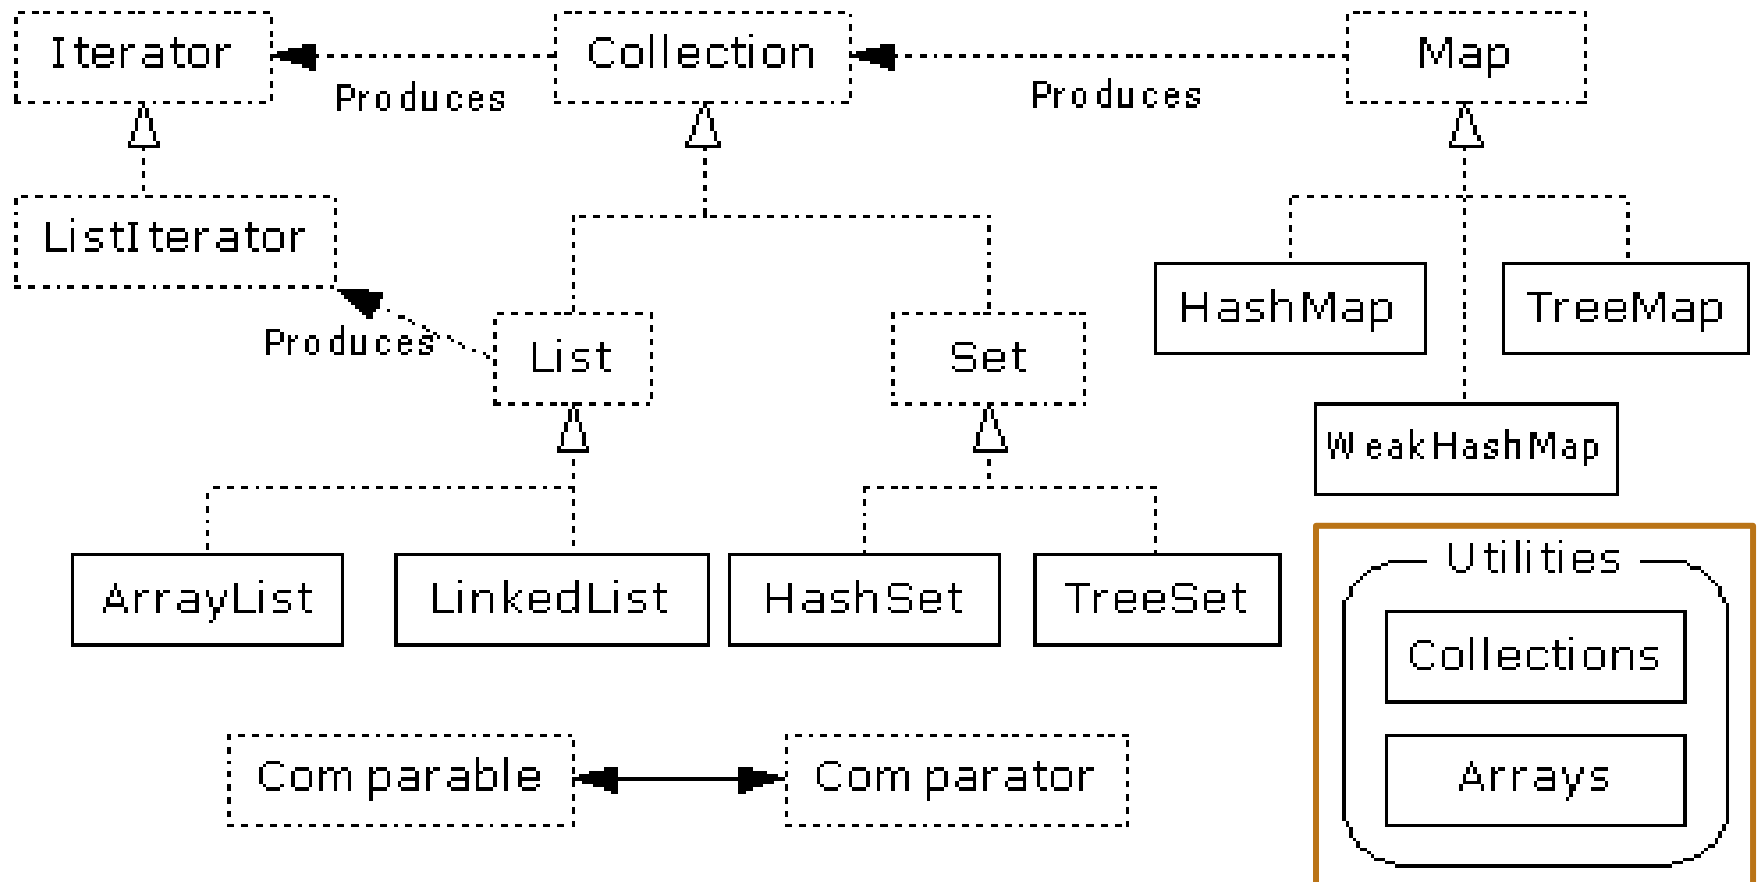 Iterator
Collection
Map
Produces
Produces
ListIterator
HashMap
TreeMap
Produces
List
Set
WeakHashMap
Utilities
ArrayList
LinkedList
HashSet
TreeSet
Collections
Comparable
Comparator
Arrays